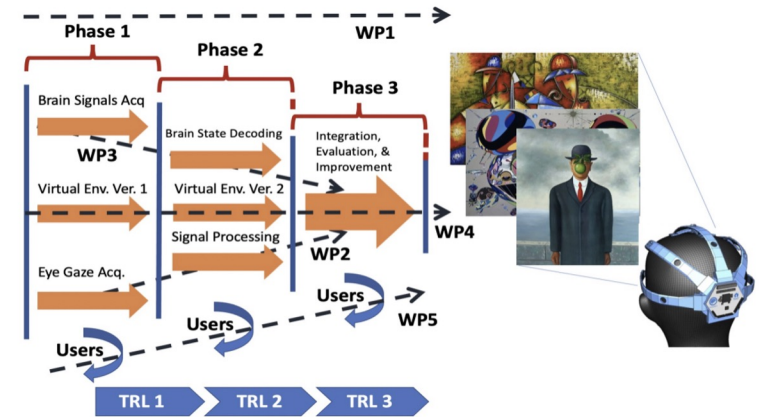 WP1
Phase 1
Phase 2
Phase 3
Brain Signals Acq
WP3
Brain State Decoding
Integration,
Evaluation, &
Improvement
Virtual Env. Ver. 1
Virtual Env. Ver. 2
WP4
Signal Processing
WP2
Eye Gaze Acq.
Users
Users
Users
WP5
TRL 1
TRL 2
TRL 3